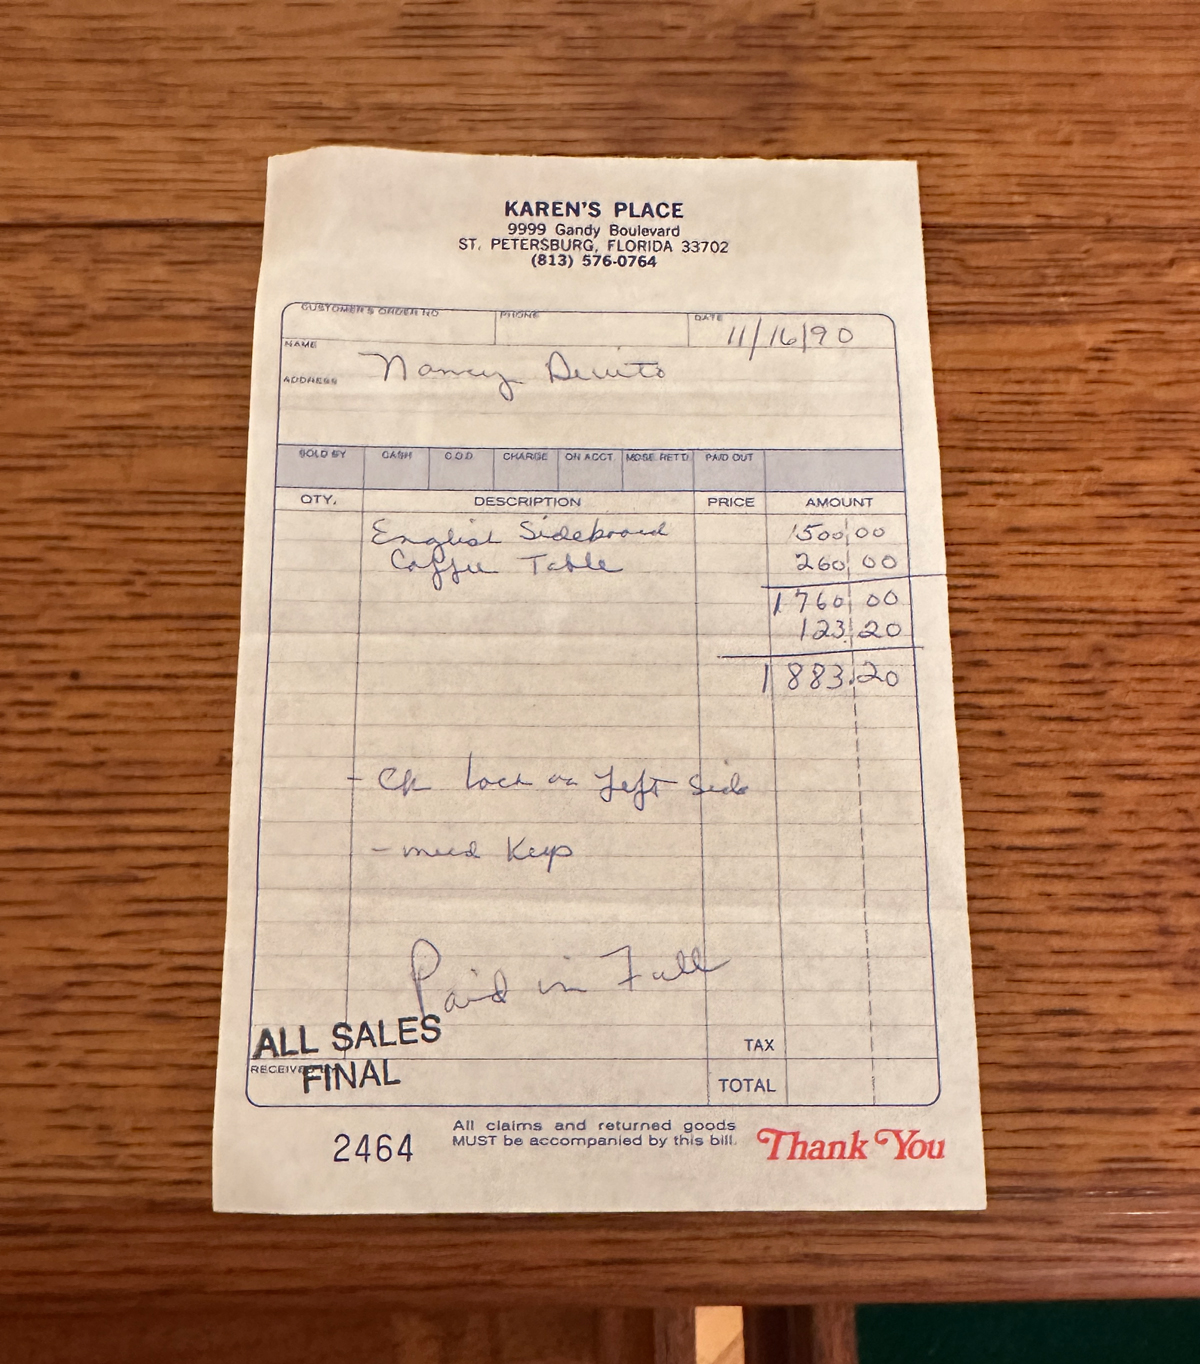 KAREN'S PLACE
9999 Gandy Boulevard
ST. PETERSBURG, FLORIDA 33702
(813) 576-0764
CUSTOMER'S ORDER NO. PHONE DATE 11/16/90
NAME Nancy Devito
ADDRESS
SOLD BY CASH C.O.D CHARGE ON ACCT. MDSE. RET'D. PAID OUT
QTY. DESCRIPTION PRICE AMOUNT
English Sideboard 1500 00
Coffee Table 260 00
1760 00
123.20
1883.20
- Ck Lock on Left Side
- need Keys
Paid in Full
ALL SALES
TAX
RECEIVED BY
FINAL
TOTAL
2464
All claims and returned goods
MUST be accompanied by this bill.
Thank You